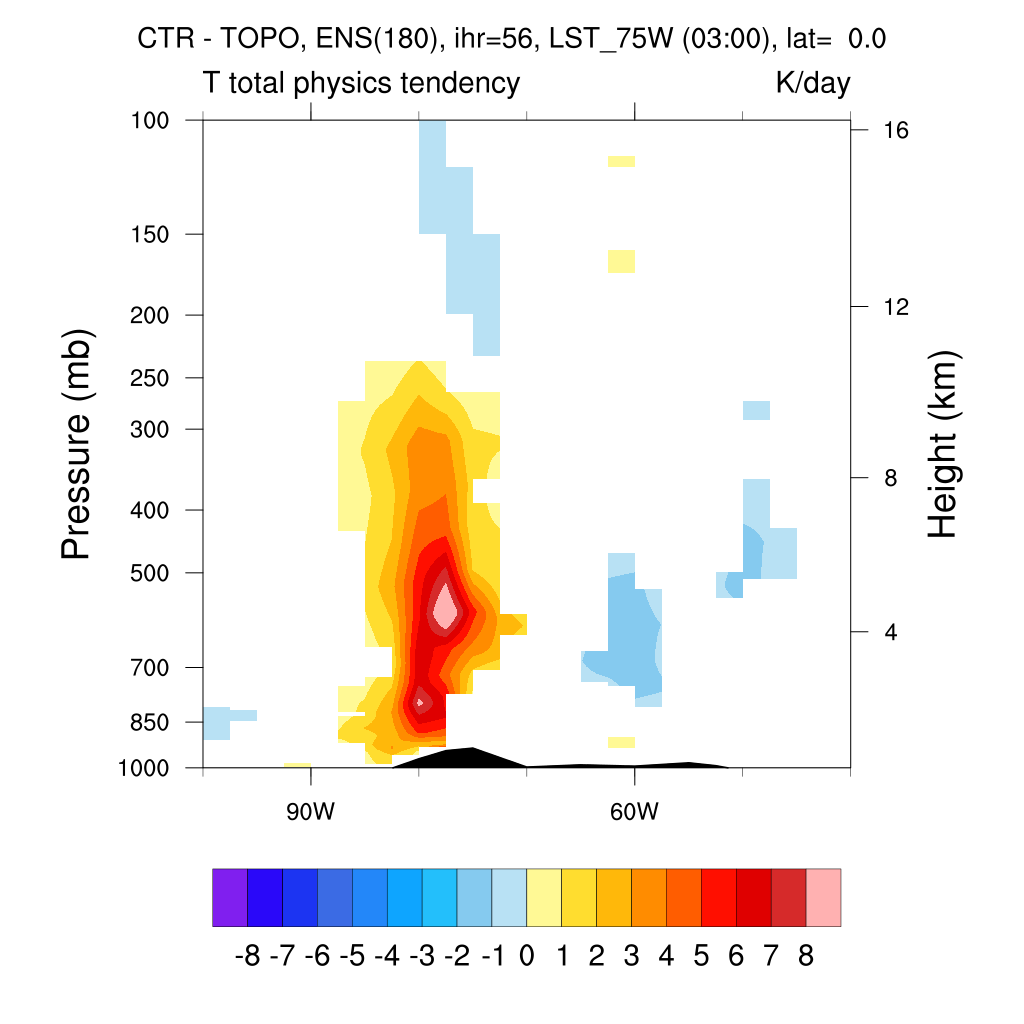 CTR - TOPO, ENS(180), ihr=56, LST_75W (03:00), lat=  0.0
T total physics tendency
K/day
100
150
200
250
300
400
500
700
850
1000
Pressure (mb)
16
12
8
4
Height (km)
90W
60W
-8 -7 -6 -5 -4 -3 -2 -1 0 1 2 3 4 5 6 7 8